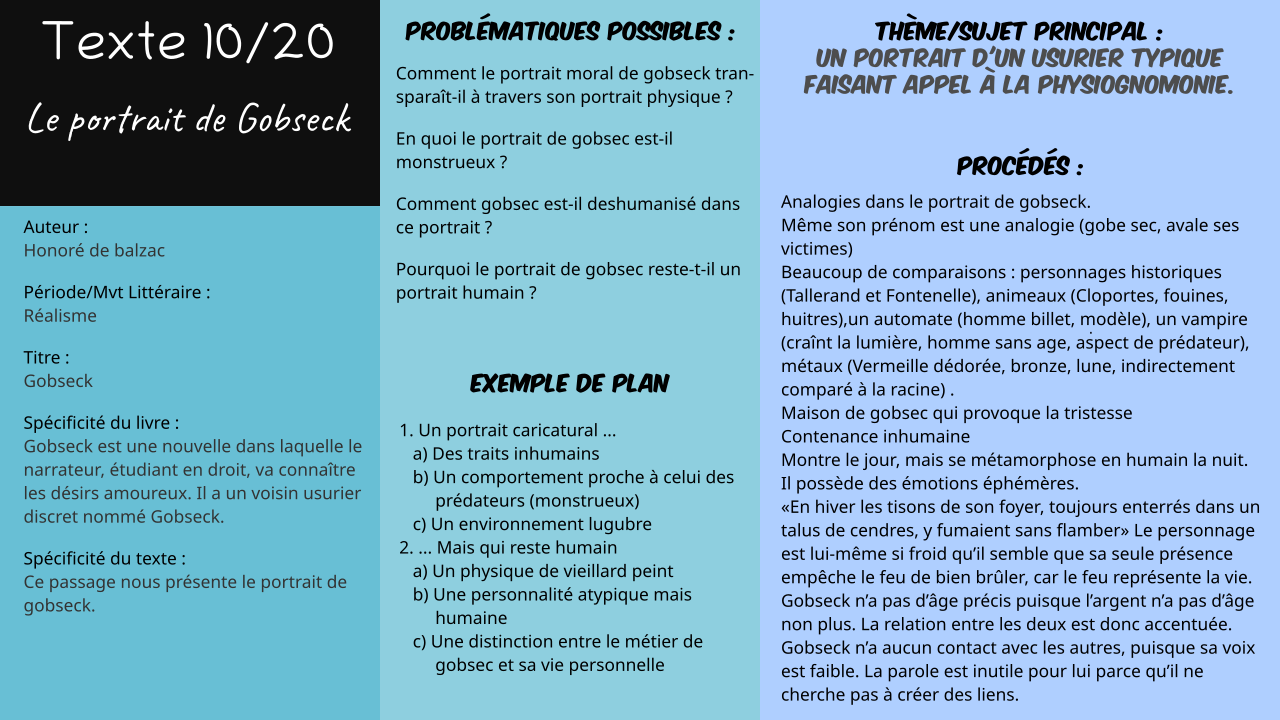 Texte 10/20
Le portrait de Gobseck
Auteur :
Honoré de balzac
Période/Mvt Littéraire :
Réalisme
Titre :
Gobseck
Spécificité du livre :
Gobseck est une nouvelle dans laquelle le
narrateur, étudiant en droit, va connaître
les désirs amoureux. Il a un voisin usurier
discret nommé Gobseck.
Spécificité du texte :
Ce passage nous présente le portrait de
gobseck.
PROBLÉMATIQUES POSSIBLES :
Comment le portrait moral de gobseck tran-
sparaît-il à travers son portrait physique ?
En quoi le portrait de gobsec est-il
monstrueux ?
Comment gobsec est-il deshumanisé dans
ce portrait ?
Pourquoi le portrait de gobsec reste-t-il un
portrait humain ?
EXEMPLE DE PLAN
1. Un portrait caricatural ...
a) Des traits inhumains
b) Un comportement proche à celui des
prédateurs (monstrueux)
c) Un environnement lugubre
2. ... Mais qui reste humain
a) Un physique de vieillard peint
b) Une personnalité atypique mais
humaine
c) Une distinction entre le métier de
gobsec et sa vie personnelle
THÈME/SUJET PRINCIPAL :
UN PORTRAIT D'UN USURIER TYPIQUE
FAISANT APPEL À LA PHYSIOGNOMONIE.
PROCÉDÉS :
Analogies dans le portrait de gobseck.
Même son prénom est une analogie (gobe sec, avale ses
victimes)
Beaucoup de comparaisons : personnages historiques
(Tallerand et Fontenelle), animeaux (Cloportes, fouines,
huitres),un automate (homme billet, modèle), un vampire
(craînt la lumière, homme sans age, aspect de prédateur),
métaux (Vermeille dédorée, bronze, lune, indirectement
comparé à la racine) .
Maison de gobsec qui provoque la tristesse
Contenance inhumaine
Montre le jour, mais se métamorphose en humain la nuit.
Il possède des émotions éphémères.
«En hiver les tisons de son foyer, toujours enterrés dans un
talus de cendres, y fumaient sans flamber» Le personnage
est lui-même si froid qu'il semble que sa seule présence
empêche le feu de bien brûler, car le feu représente la vie.
Gobseck n'a pas d'âge précis puisque l'argent n'a pas d'âge
non plus. La relation entre les deux est donc accentuée.
Gobseck n'a aucun contact avec les autres, puisque sa voix
est faible. La parole est inutile pour lui parce qu'il ne
cherche pas à créer des liens.